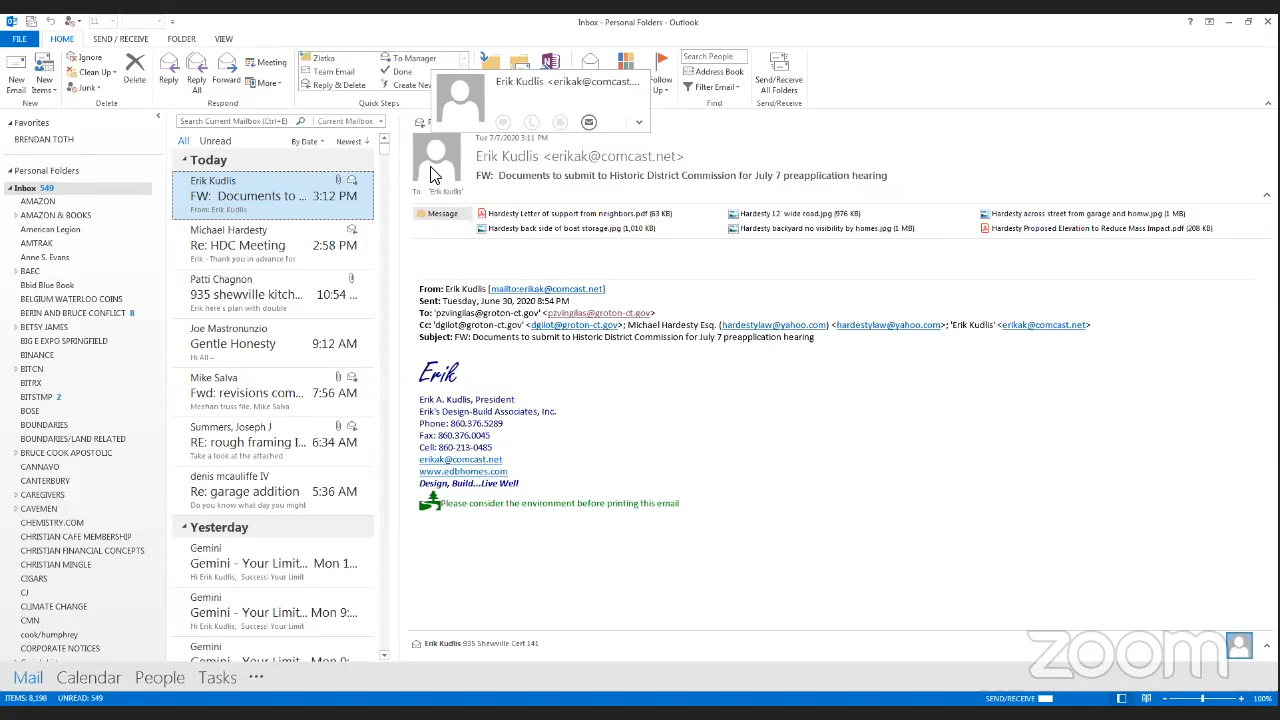 Inbox - Personal Folders - Outlook
11
FILE HOME SEND / RECEIVE FOLDER VIEW
New Email
New Items
New
Ignore
Clean Up
Junk
Delete
Delete
Reply
Reply All
Forward
Meeting
More
Respond
Zlatka
Team Email
Reply & Delete
To Manager
Done
Create New
Quick Steps
Follow Up
Search People
Address Book
Filter Email
Find
Send/Receive All Folders
Send/Receive
Erik Kudlis <erikak@comcast....
Favorites
BRENDAN TOTH
Personal Folders
Inbox 549
AMAZON
AMAZON & BOOKS
American Legion
AMTRAK
Anne S. Evans
BAEC
Bbid Blue Book
BELGIUM WATERLOO COINS
BERIN AND BRUCE CONFLICT 8
BETSY JAMES
BIG E EXPO SPRINGFIELD
BINANCE
BITCN
BITRX
BITSTMP 2
BOSE
BOUNDARIES
BOUNDARIES/LAND RELATED
BRUCE COOK APOSTOLIC
CANNAVO
CANTERBURY
CAREGIVERS
CAVEMEN
CHEMISTRY.COM
CHRISTIAN CAFE MEMBERSHIP
CHRISTIAN FINANCIAL CONCEPTS
CHRISTIAN MINGLE
CIGARS
CJ
CLIMATE CHANGE
CMN
cook/humphrey
CORPORATE NOTICES
Search Current Mailbox (Ctrl+E) Current Mailbox
All Unread By Date Newest
Today
Erik Kudlis
FW: Documents to ... 3:12 PM
From: Erik Kudlis
Michael Hardesty
Re: HDC Meeting 2:58 PM
Erik - Thank you in advance for
Patti Chagnon
935 shewville kitch... 10:54 ...
Erik here's plan with double
Joe Mastronunzio
Gentle Honesty 9:12 AM
Hi All –
Mike Salva
Fwd: revisions com... 7:56 AM
Meehan truss file. Mike Salva
Summers, Joseph J
RE: rough framing I... 6:34 AM
Take a look at the attached
denis mcauliffe IV
Re: garage addition 5:36 AM
Do you know what day you might
Yesterday
Gemini
Gemini - Your Limit... Mon 1...
Hi Erik Kudlis, Success! Your Limit
Gemini
Gemini - Your Limit... Mon 9:...
Hi Erik Kudlis, Success! Your Limit
Gemini
Gemini - Your Limit... Mon 9:...
Tue 7/7/2020 3:11 PM
Erik Kudlis <erikak@comcast.net>
FW: Documents to submit to Historic District Commission for July 7 preapplication hearing
To 'Erik Kudlis'
Message
Hardesty Letter of support from neighbors.pdf (63 KB)
Hardesty 12' wide road.jpg (976 KB)
Hardesty across street from garage and homw.jpg (1 MB)
Hardesty back side of boat storage.jpg (1,010 KB)
Hardesty backyard no visibility by homes.jpg (1 MB)
Hardesty Proposed Elevation to Reduce Mass Impact.pdf (208 KB)
From: Erik Kudlis [mailto:erikak@comcast.net]
Sent: Tuesday, June 30, 2020 8:54 PM
To: 'pzvingilas@groton-ct.gov' <pzvingilas@groton-ct.gov>
Cc: 'dgilot@groton-ct.gov' <dgilot@groton-ct.gov>; Michael Hardesty Esq. (hardestylaw@yahoo.com) <hardestylaw@yahoo.com>; 'Erik Kudlis' <erikak@comcast.net>
Subject: FW: Documents to submit to Historic District Commission for July 7 preapplication hearing
Erik
Erik A. Kudlis, President
Erik's Design-Build Associates, Inc.
Phone: 860.376.5289
Fax: 860.376.0045
Cell: 860-213-0485
erikak@comcast.net
www.edbhomes.com
Design, Build...Live Well
Please consider the environment before printing this email
Erik Kudlis 935 Shewville Cert 141
zoom
Mail Calendar People Tasks ...
ITEMS: 8,198 UNREAD: 549 SEND/RECEIVE 100%